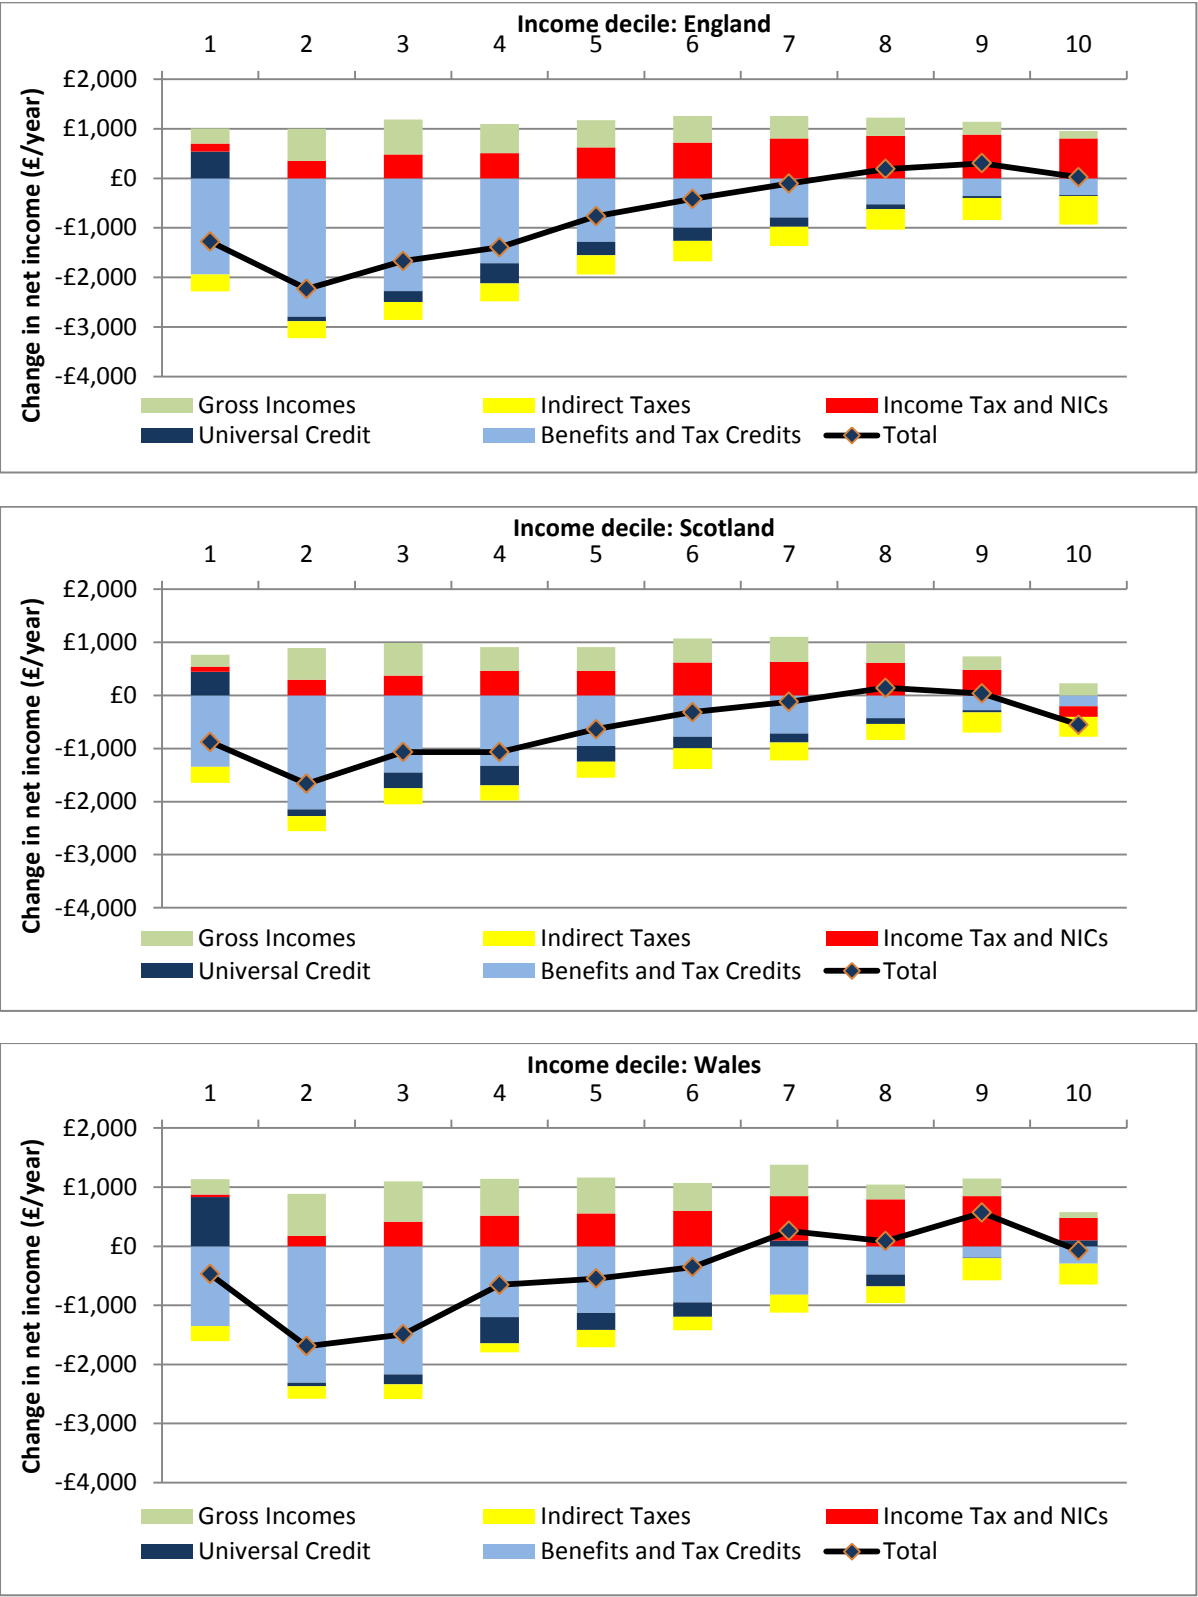 Income decile: England
1 2 3 4 5 6 7 8 9 10
Change in net income (£/year)
£2,000
£1,000
£0
-£1,000
-£2,000
-£3,000
-£4,000
Gross Incomes Indirect Taxes Income Tax and NICs
Universal Credit Benefits and Tax Credits Total
Income decile: Scotland
1 2 3 4 5 6 7 8 9 10
Change in net income (£/year)
£2,000
£1,000
£0
-£1,000
-£2,000
-£3,000
-£4,000
Gross Incomes Indirect Taxes Income Tax and NICs
Universal Credit Benefits and Tax Credits Total
Income decile: Wales
1 2 3 4 5 6 7 8 9 10
Change in net income (£/year)
£2,000
£1,000
£0
-£1,000
-£2,000
-£3,000
-£4,000
Gross Incomes Indirect Taxes Income Tax and NICs
Universal Credit Benefits and Tax Credits Total